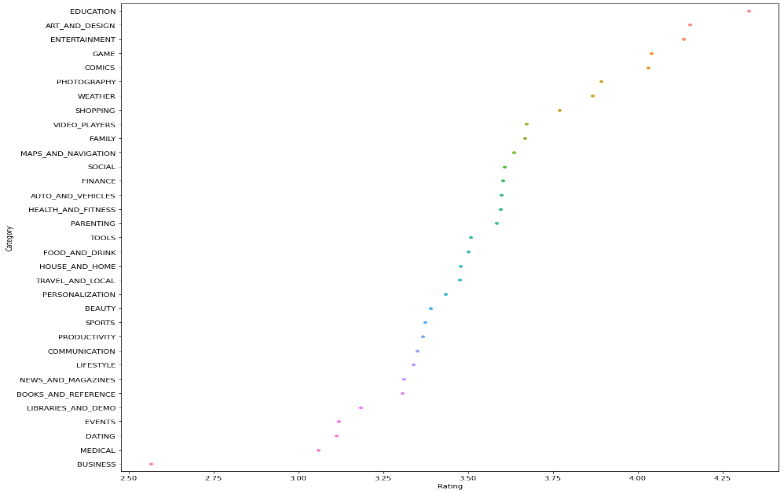 EDUCATION
ART_AND_DESIGN
ENTERTAINMENT
GAME
COMICS
PHOTOGRAPHY
WEATHER
SHOPPING
VIDEO_PLAYERS
FAMILY
MAPS_AND_NAVIGATION
SOCIAL
FINANCE
AUTO_AND_VEHICLES
HEALTH_AND_FITNESS
PARENTING
TOOLS
FOOD_AND_DRINK
HOUSE_AND_HOME
TRAVEL_AND_LOCAL
PERSONALIZATION
BEAUTY
SPORTS
PRODUCTIVITY
COMMUNICATION
LIFESTYLE
NEWS_AND_MAGAZINES
BOOKS_AND_REFERENCE
LIBRARIES_AND_DEMO
EVENTS
DATING
MEDICAL
BUSINESS
Category
2.50 2.75 3.00 3.25 3.50 3.75 4.00 4.25
Rating